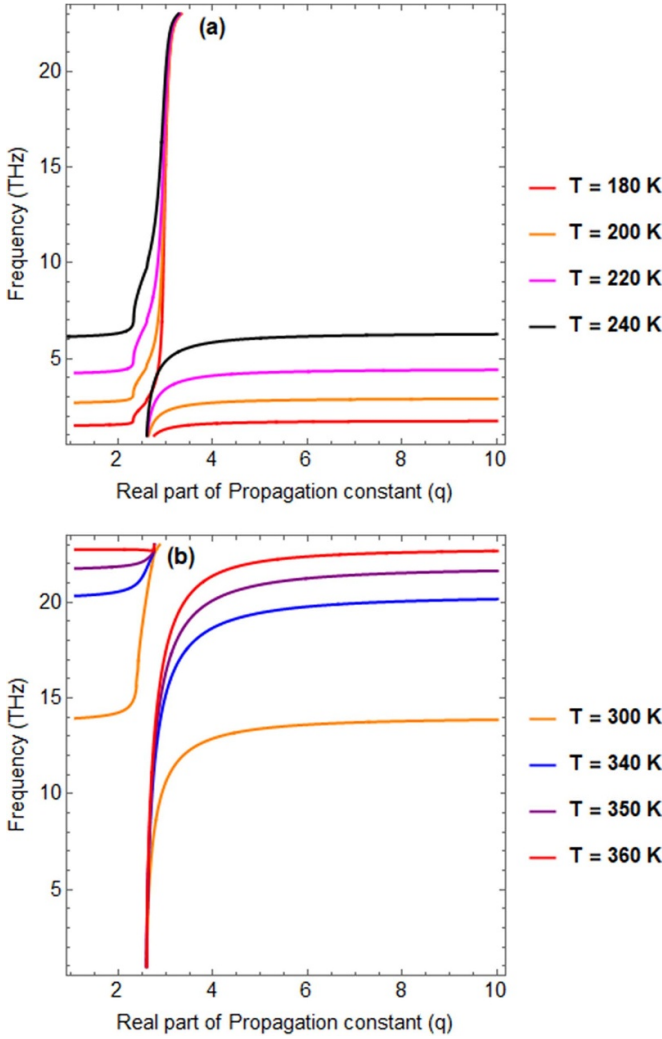 (a)
20
15
10
5
2 4 6 8 10
Frequency (THz)
Real part of Propagation constant (q)
T = 180 K
T = 200 K
T = 220 K
T = 240 K
(b)
20
15
10
5
2 4 6 8 10
Frequency (THz)
Real part of Propagation constant (q)
T = 300 K
T = 340 K
T = 350 K
T = 360 K